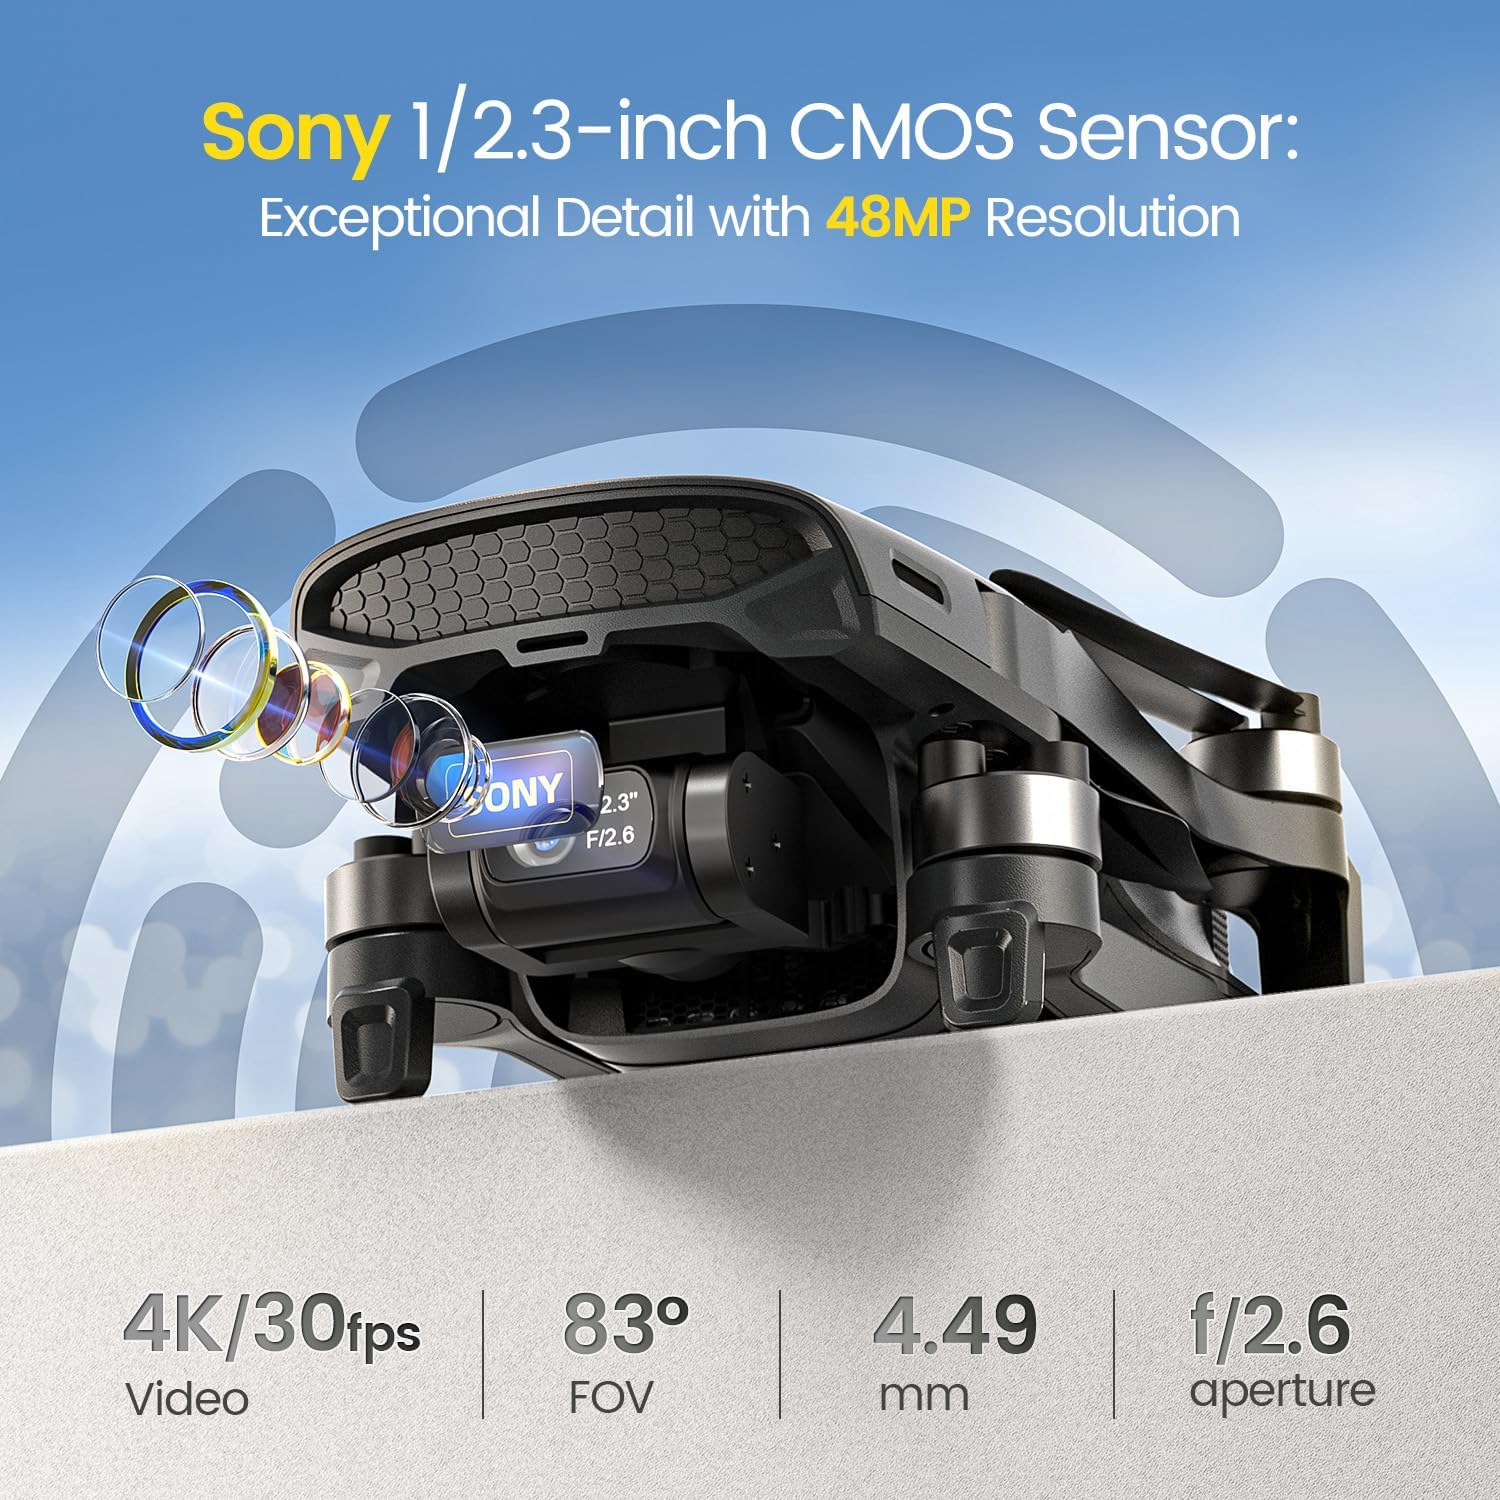 Sony 1/2.3-inch CMOS Sensor:
Exceptional Detail with 48MP Resolution
SONY
2.3"
F/2.6
4K/30fps
Video
83°
FOV
4.49
mm
f/2.6
aperture